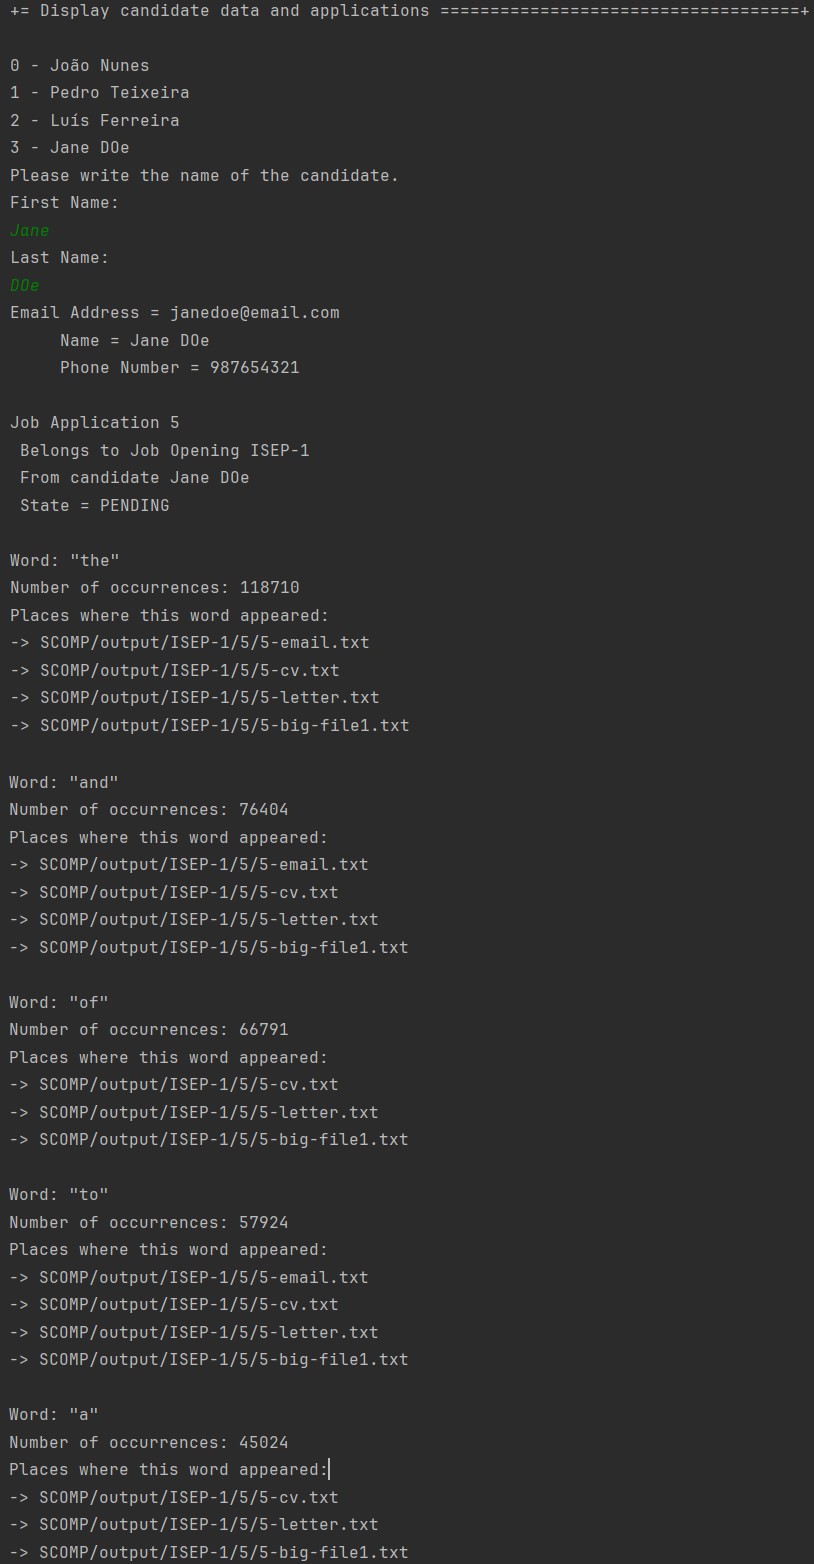 += Display candidate data and applications ====================================+
0 - João Nunes
1 - Pedro Teixeira
2 - Luís Ferreira
3 - Jane DOe
Please write the name of the candidate.
First Name:
Jane
Last Name:
DOe
Email Address = janedoe@email.com
Name = Jane DOe
Phone Number = 987654321
Job Application 5
Belongs to Job Opening ISEP-1
From candidate Jane DOe
State = PENDING
Word: "the"
Number of occurrences: 118710
Places where this word appeared:
-> SCOMP/output/ISEP-1/5/5-email.txt
-> SCOMP/output/ISEP-1/5/5-cv.txt
-> SCOMP/output/ISEP-1/5/5-letter.txt
-> SCOMP/output/ISEP-1/5/5-big-file1.txt
Word: "and"
Number of occurrences: 76404
Places where this word appeared:
-> SCOMP/output/ISEP-1/5/5-email.txt
-> SCOMP/output/ISEP-1/5/5-cv.txt
-> SCOMP/output/ISEP-1/5/5-letter.txt
-> SCOMP/output/ISEP-1/5/5-big-file1.txt
Word: "of"
Number of occurrences: 66791
Places where this word appeared:
-> SCOMP/output/ISEP-1/5/5-cv.txt
-> SCOMP/output/ISEP-1/5/5-letter.txt
-> SCOMP/output/ISEP-1/5/5-big-file1.txt
Word: "to"
Number of occurrences: 57924
Places where this word appeared:
-> SCOMP/output/ISEP-1/5/5-email.txt
-> SCOMP/output/ISEP-1/5/5-cv.txt
-> SCOMP/output/ISEP-1/5/5-letter.txt
-> SCOMP/output/ISEP-1/5/5-big-file1.txt
Word: "a"
Number of occurrences: 45024
Places where this word appeared:
-> SCOMP/output/ISEP-1/5/5-cv.txt
-> SCOMP/output/ISEP-1/5/5-letter.txt
-> SCOMP/output/ISEP-1/5/5-big-file1.txt